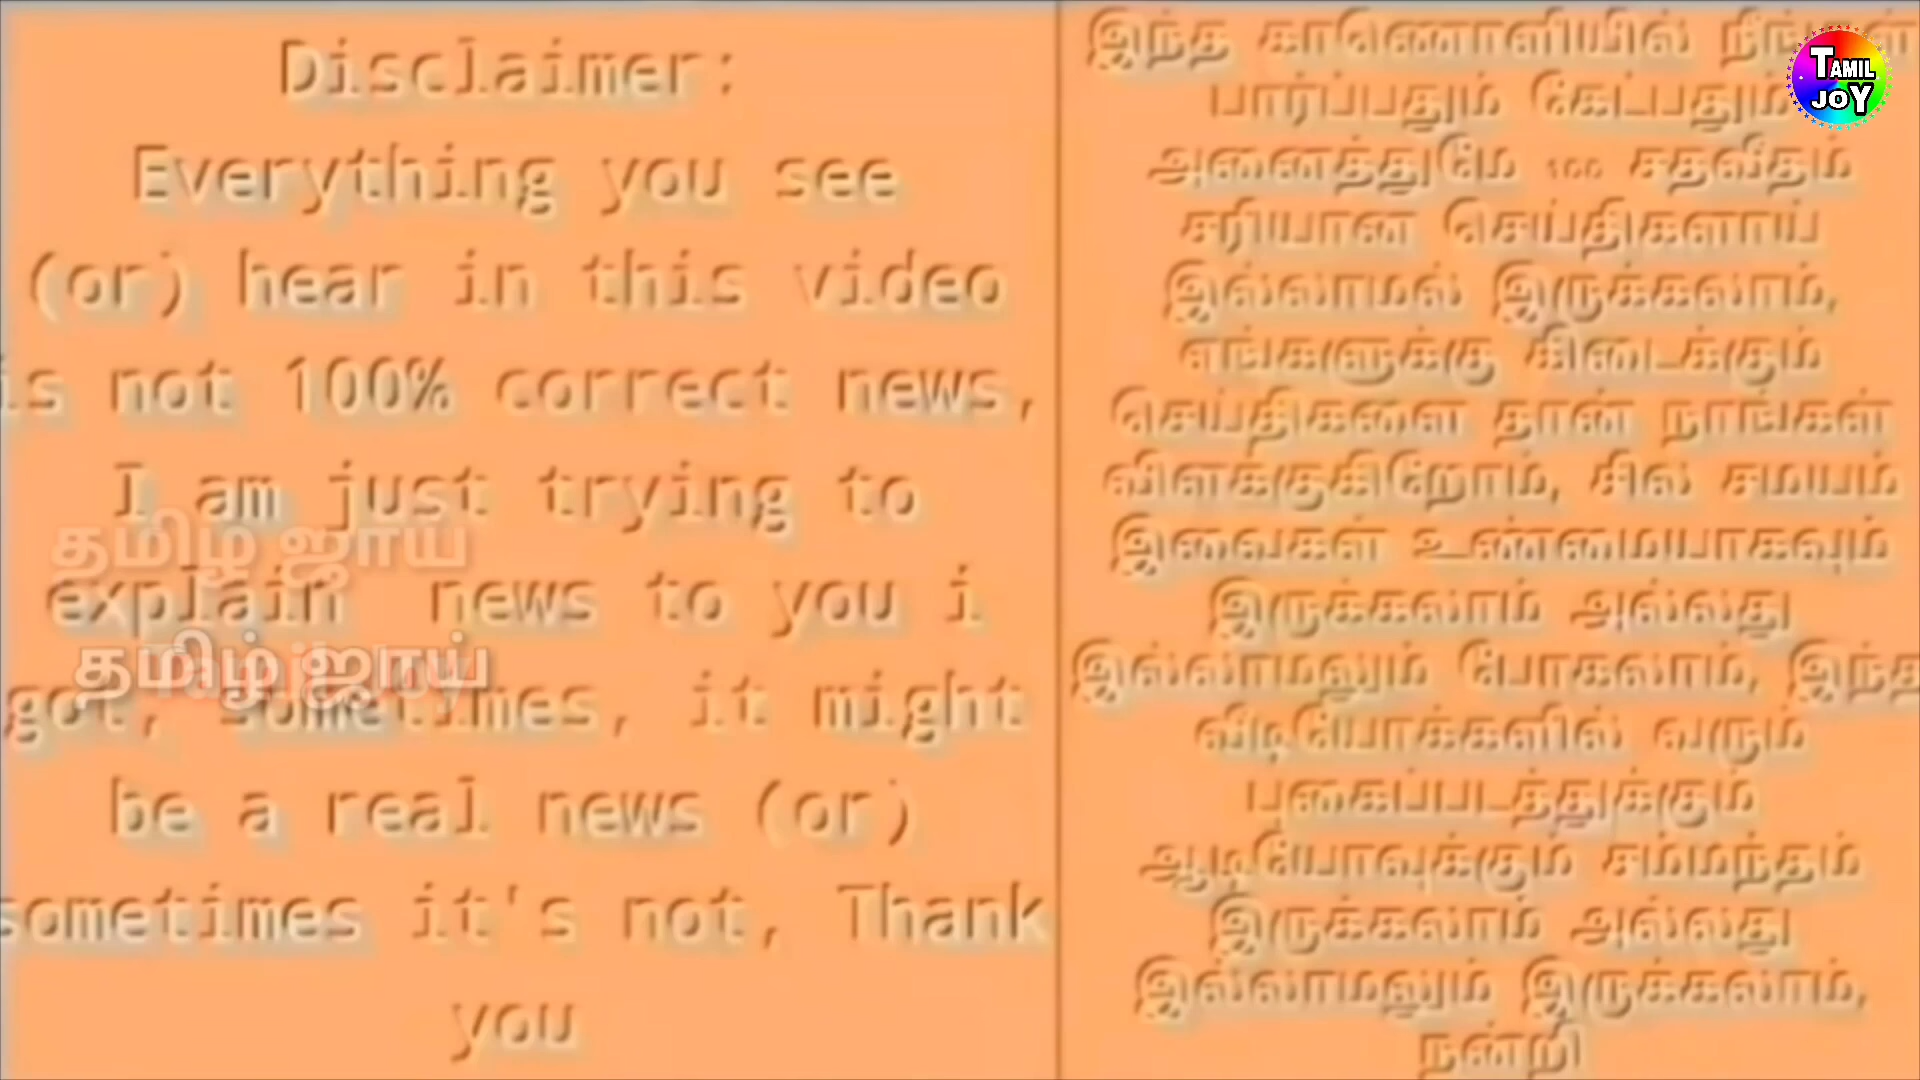 Disclaimer:
Everything you see
(or) hear in this video
is not 100% correct news,
I am just trying to
explain news to you i
got, sometimes, it might
be a real news (or)
sometimes it's not, Thank
you
தமிழ் ஜாய்
தமிழ் ஜாய்
இந்த காணொளியில் நீங்கள்
பார்ப்பதும் கேட்பதும்
அனைத்துமே 100 சதவீதம்
சரியான செய்திகளாய்
இல்லாமல் இருக்கலாம்,
எங்களுக்கு கிடைக்கும்
செய்திகளை தான் நாங்கள்
விளக்குகிறோம், சில சமயம்
இவைகள் உண்மையாகவும்
இருக்கலாம் அல்லது
இல்லாமலும் போகலாம், இந்த
வீடியோக்களில் வரும்
புகைப்படத்துக்கும்
ஆடியோவுக்கும் சம்மந்தம்
இருக்கலாம் அல்லது
இல்லாமலும் இருக்கலாம்,
நன்றி
TAMIL
JOY